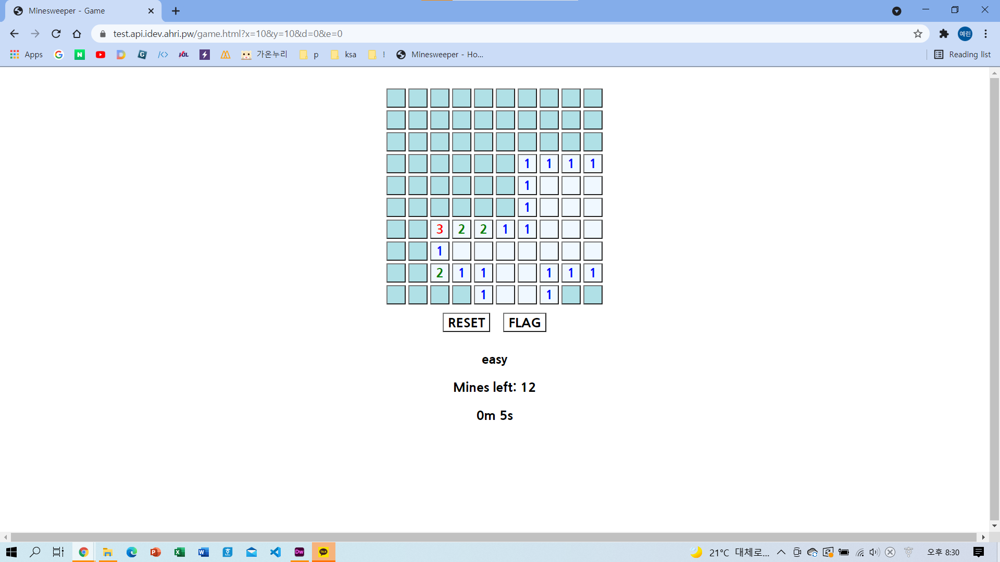 Minesweeper - Game
test.api.idev.ahri.pw/game.html?x=10&y=10&d=0&e=0
예린
Apps
가온누리
p
ksa
!
Minesweeper - Ho...
Reading list
1 1 1 1
1
1
3 2 2 1 1
1
2 1 1 1 1 1
1 1
RESET FLAG
easy
Mines left: 12
0m 5s
21°C 대체로...
오후 8:30